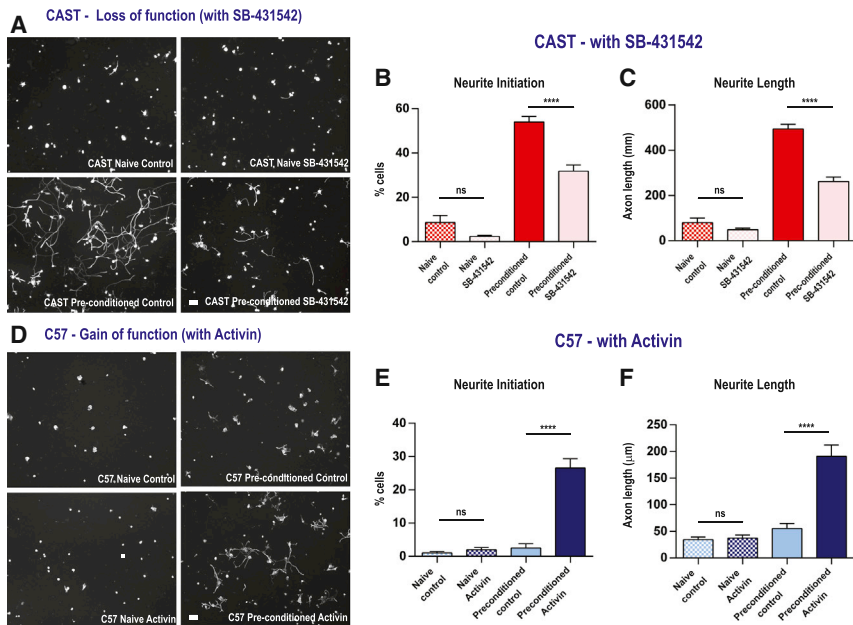 A
CAST - Loss of function (with SB-431542)
CAST Naive Control
CAST Naive SB-431542
CAST Pre-conditioned Control
CAST Pre-conditioned SB-431542
CAST - with SB-431542
B
Neurite Initiation
% cells
60
40
20
0
ns
****
Naive control
Naive SB-431542
Preconditioned control
Preconditioned SB-431542
C
Neurite Length
Axon length (mm)
600
400
200
0
ns
****
Naive control
Naive SB-431542
Pre-conditioned control
Prec-conditioned SB-431542
D
C57 - Gain of function (with Activin)
C57 Naive Control
C57 Pre-conditioned Control
C57 Naive Activin
C57 Pre-conditioned Activin
C57 - with Activin
E
Neurite Initiation
% cells
40
30
20
10
0
ns
****
Naive control
Naive Activin
Preconditioned control
Preconditioned Activin
F
Neurite Length
Axon length (μm)
250
200
150
100
50
0
ns
****
Naive control
Naive Activin
Preconditioned control
Preconditioned Activin